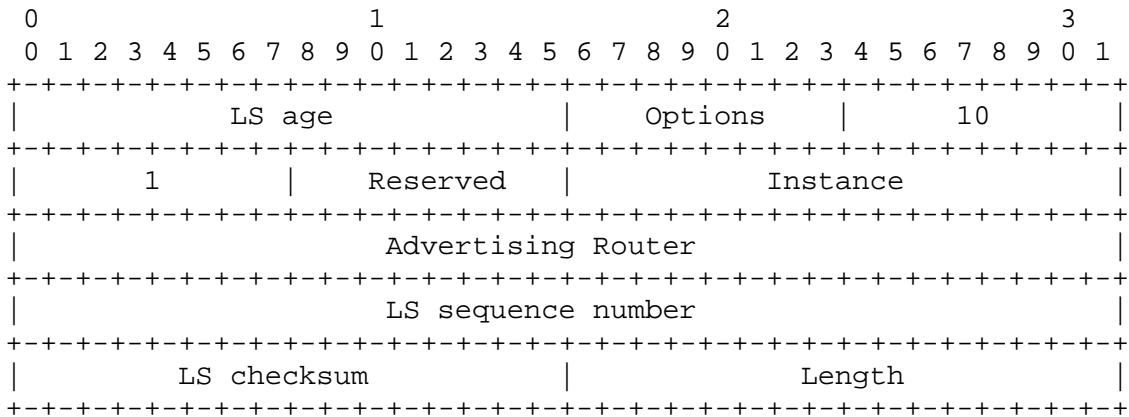 0                   1                   2                   3
 0 1 2 3 4 5 6 7 8 9 0 1 2 3 4 5 6 7 8 9 0 1 2 3 4 5 6 7 8 9 0 1
+-+-+-+-+-+-+-+-+-+-+-+-+-+-+-+-+-+-+-+-+-+-+-+-+-+-+-+-+-+-+-+-+
|            LS age             |    Options    |      10       |
+-+-+-+-+-+-+-+-+-+-+-+-+-+-+-+-+-+-+-+-+-+-+-+-+-+-+-+-+-+-+-+-+
|       1       |   Reserved    |           Instance            |
+-+-+-+-+-+-+-+-+-+-+-+-+-+-+-+-+-+-+-+-+-+-+-+-+-+-+-+-+-+-+-+-+
|                     Advertising Router                        |
+-+-+-+-+-+-+-+-+-+-+-+-+-+-+-+-+-+-+-+-+-+-+-+-+-+-+-+-+-+-+-+-+
|                     LS sequence number                        |
+-+-+-+-+-+-+-+-+-+-+-+-+-+-+-+-+-+-+-+-+-+-+-+-+-+-+-+-+-+-+-+-+
|         LS checksum           |             Length            |
+-+-+-+-+-+-+-+-+-+-+-+-+-+-+-+-+-+-+-+-+-+-+-+-+-+-+-+-+-+-+-+-+